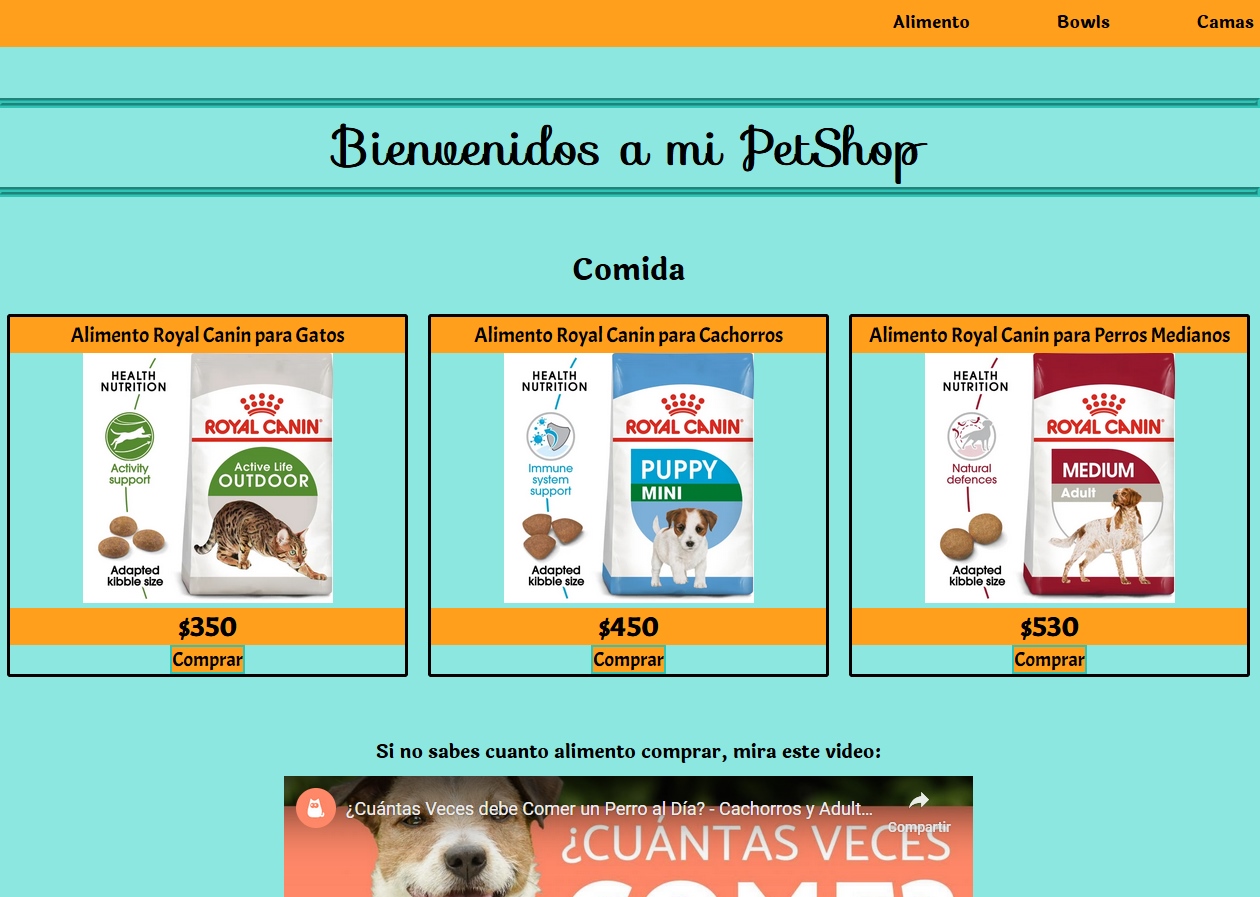 Alimento Bowls Camas
Bienvenidos a mi PetShop
Comida
Alimento Royal Canin para Gatos
HEALTH
NUTRITION
ROYAL CANIN
Activity
support
Active Life
OUTDOOR
Adapted
kibble size
$350
Comprar
Alimento Royal Canin para Cachorros
HEALTH
NUTRITION
ROYAL CANIN
Immune
system
support
PUPPY
MINI
Adapted
kibble size
$450
Comprar
Alimento Royal Canin para Perros Medianos
HEALTH
NUTRITION
ROYAL CANIN
Natural
defences
MEDIUM
Adult
Adapted
kibble size
$530
Comprar
Si no sabes cuanto alimento comprar, mira este video:
¿Cuántas Veces debe Comer un Perro al Día? - Cachorros y Adult...
Compartir
¿CUÁNTAS VECES
COME?